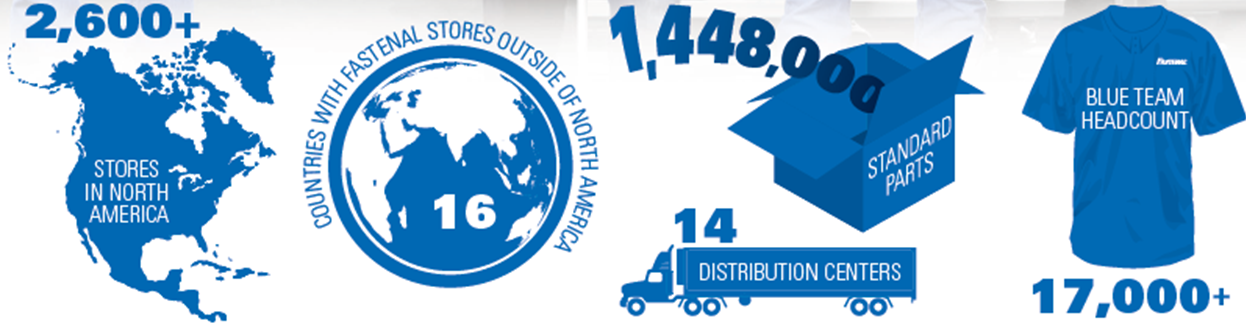 2,600+
STORES
IN NORTH
AMERICA
COUNTRIES WITH FASTENAL STORES OUTSIDE OF NORTH AMERICA
16
1,448,000
STANDARD
PARTS
14
DISTRIBUTION CENTERS
FASTENAL
BLUE TEAM
HEADCOUNT
17,000+